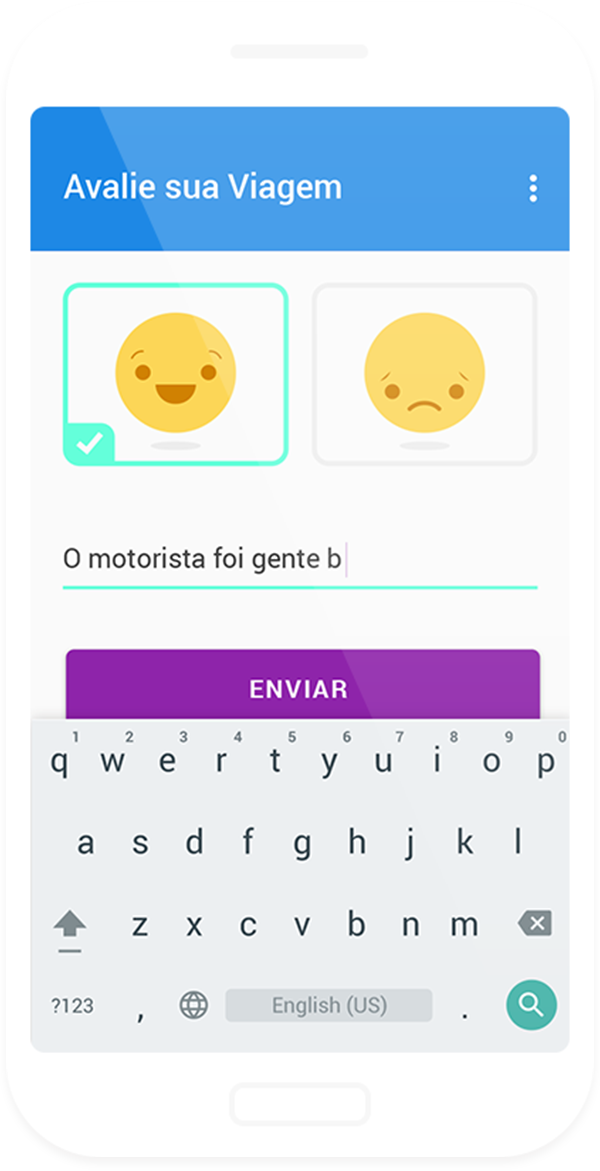 Avalie sua Viagem
O motorista foi gente b
ENVIAR
1 2 3 4 5 6 7 8 9 0
q w e r t y u i o p
a s d f g h j k l
z x c v b n m
?123 , English (US) .